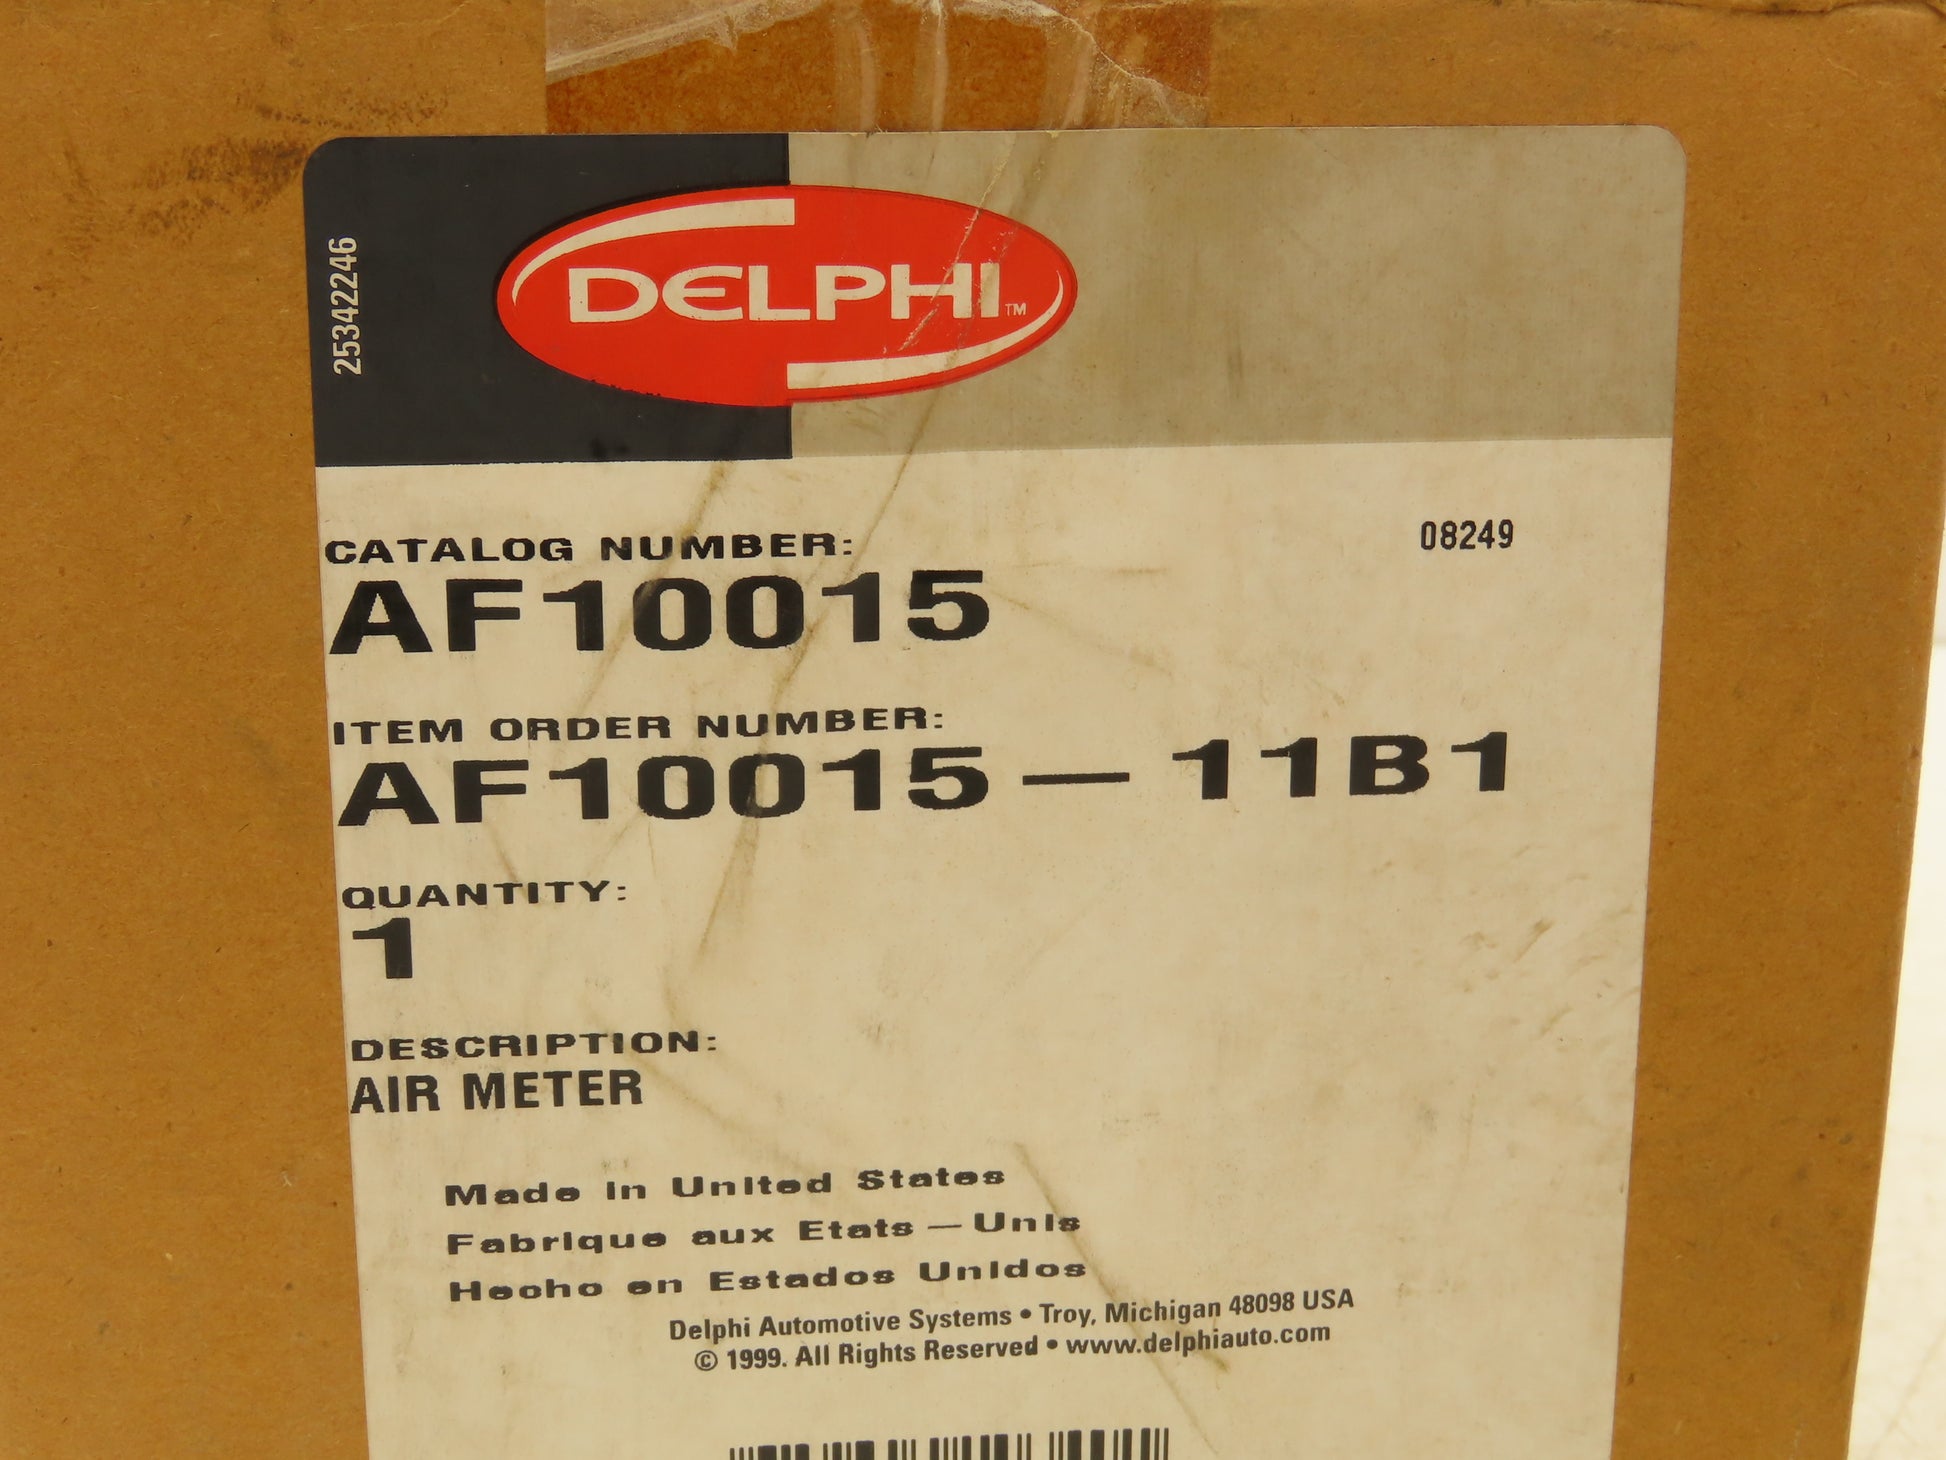 25342246
DELPHI™
CATALOG NUMBER:
08249
AF10015
ITEM ORDER NUMBER:
AF10015-11B1
QUANTITY:
1
DESCRIPTION:
AIR METER
Made in United States
Fabrique aux Etats-Unis
Hecho en Estados Unidos
Delphi Automotive Systems • Troy, Michigan 48098 USA
© 1999. All Rights Reserved • www.delphiauto.com